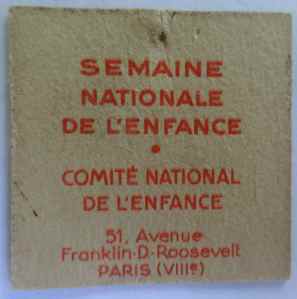 SEMAINE
NATIONALE
DE L'ENFANCE
•
COMITÉ NATIONAL
DE L'ENFANCE
51, Avenue
Franklin-D-Roosevelt
PARIS (VIIIe)